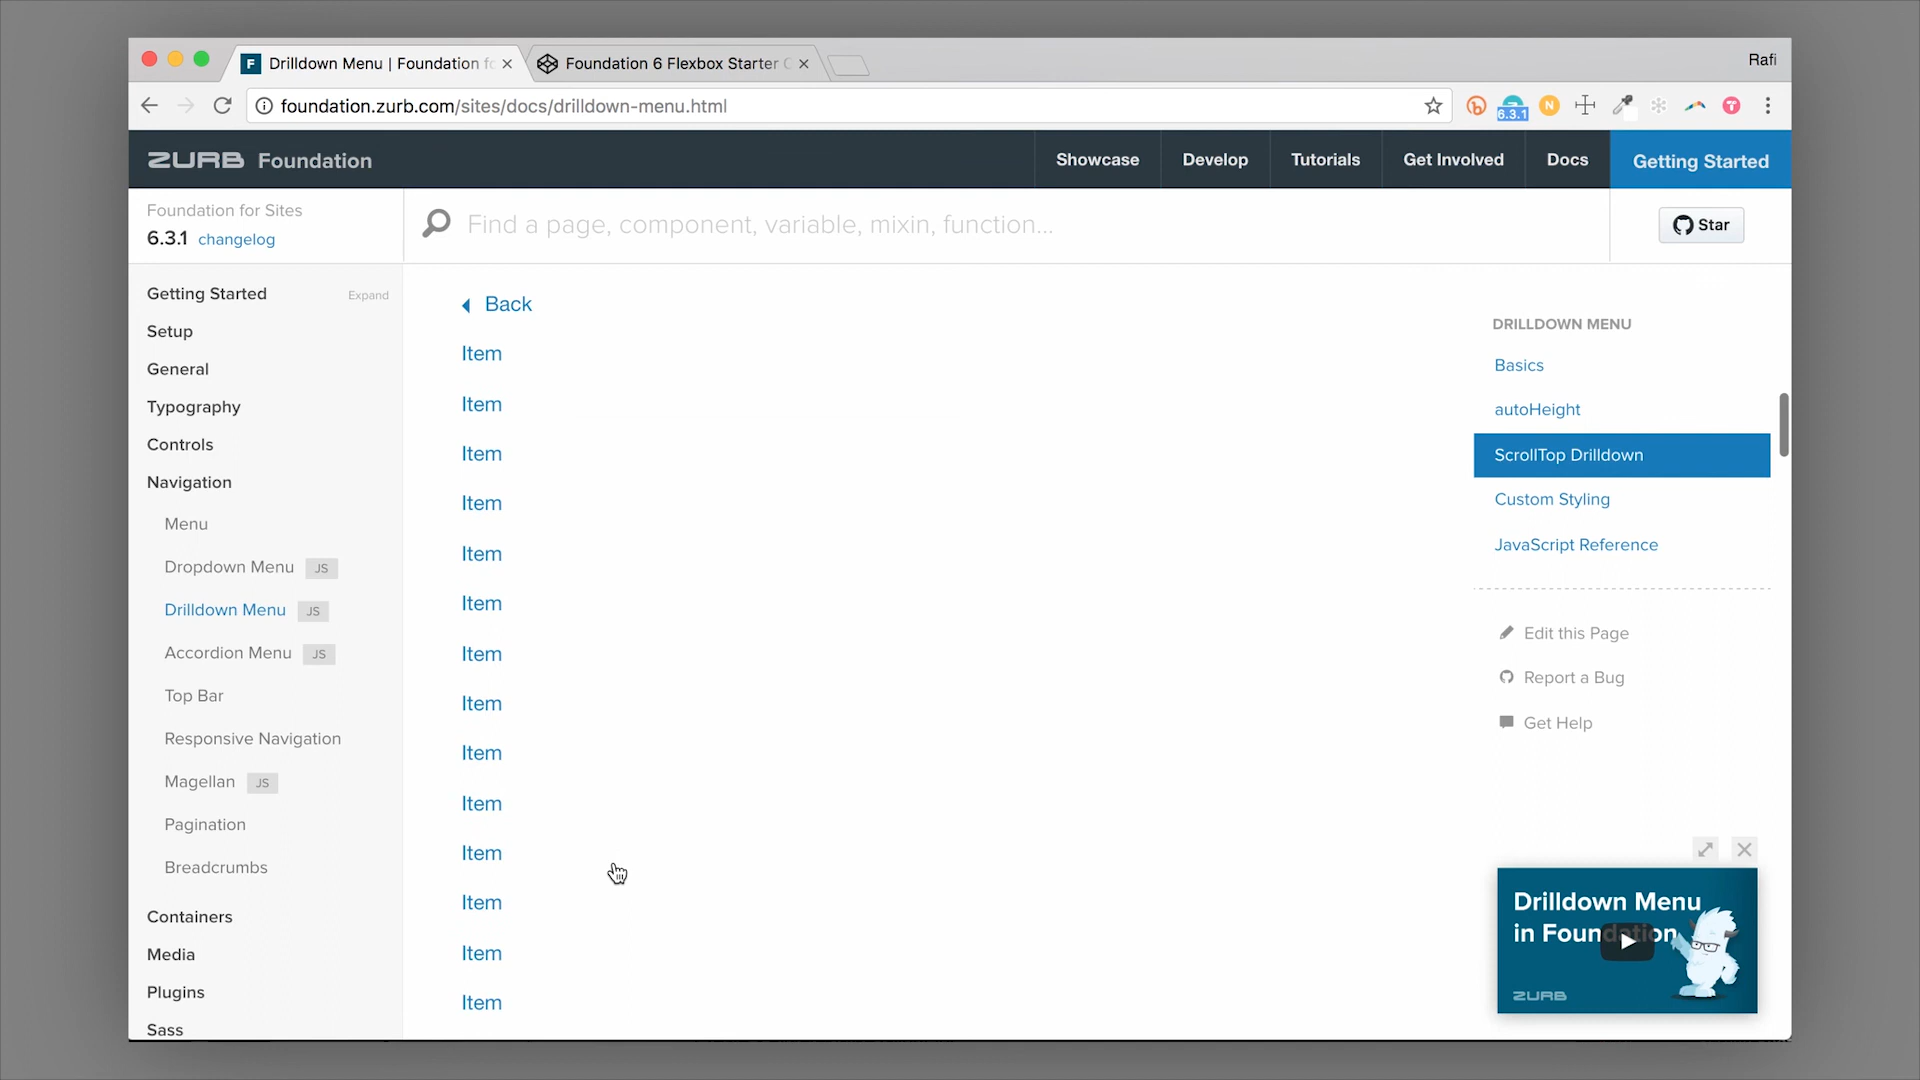 Drilldown Menu | Foundation fo
Foundation 6 Flexbox Starter C
Rafi
foundation.zurb.com/sites/docs/drilldown-menu.html
6.3.1
N
T
ZURB Foundation
Showcase
Develop
Tutorials
Get Involved
Docs
Getting Started
Foundation for Sites
6.3.1 changelog
Find a page, component, variable, mixin, function...
Star
Getting Started
Expand
Setup
General
Typography
Controls
Navigation
Menu
Dropdown Menu JS
Drilldown Menu JS
Accordion Menu JS
Top Bar
Responsive Navigation
Magellan JS
Pagination
Breadcrumbs
Containers
Media
Plugins
Sass
Back
Item
Item
Item
Item
Item
Item
Item
Item
Item
Item
Item
Item
Item
Item
DRILLDOWN MENU
Basics
autoHeight
ScrollTop Drilldown
Custom Styling
JavaScript Reference
Edit this Page
Report a Bug
Get Help
Drilldown Menu
in Foundation
ZURB